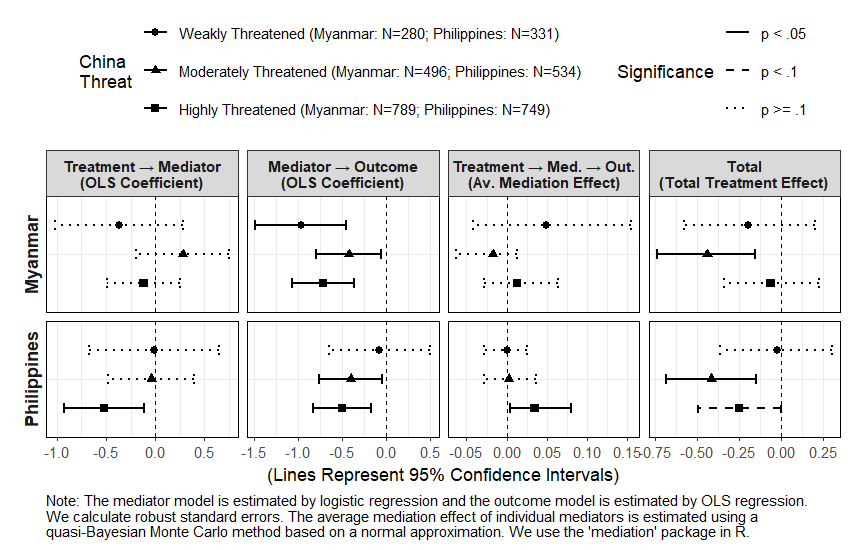 China
Threat
Weakly Threatened (Myanmar: N=280; Philippines: N=331)
Moderately Threatened (Myanmar: N=496; Philippines: N=534)
Highly Threatened (Myanmar: N=789; Philippines: N=749)
Significance
p < .05
p < .1
p >= .1
Treatment → Mediator
(OLS Coefficient)
Mediator → Outcome
(OLS Coefficient)
Treatment → Med. → Out.
(Av. Mediation Effect)
Total
(Total Treatment Effect)
Myanmar
Philippines
-1.0 -0.5 0.0 0.5
-1.5 -1.0 -0.5 0.0 0.5
0.00 0.05 0.10 0.15
-0.75 -0.50 -0.25 0.00 0.25
(Lines Represent 95% Confidence Intervals)
Note: The mediator model is estimated by logistic regression and the outcome model is estimated by OLS regression.
We calculate robust standard errors. The average mediation effect of individual mediators is estimated using a
quasi-Bayesian Monte Carlo method based on a normal approximation. We use the 'mediation' package in R.